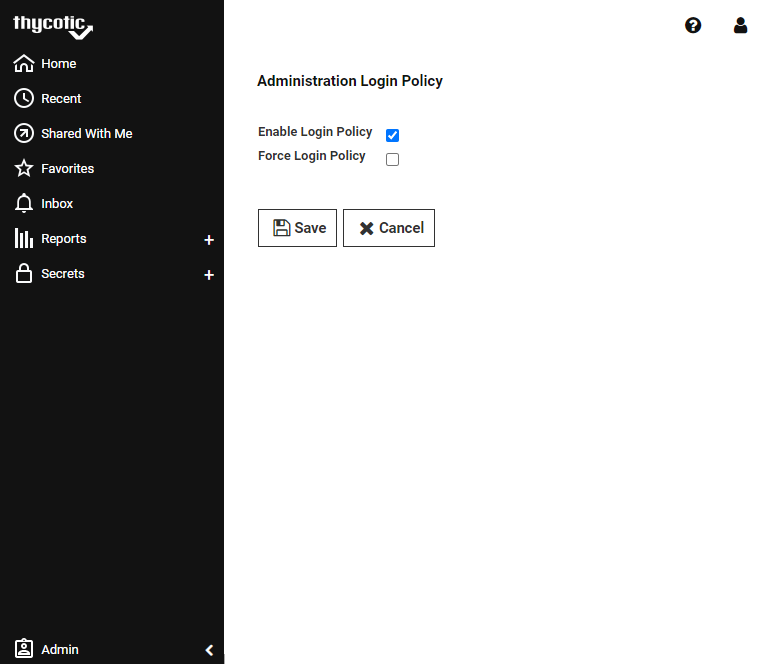 thycotic
Home
Recent
Shared With Me
Favorites
Inbox
Reports +
Secrets +
Admin
Administration Login Policy
Enable Login Policy
Force Login Policy
Save Cancel